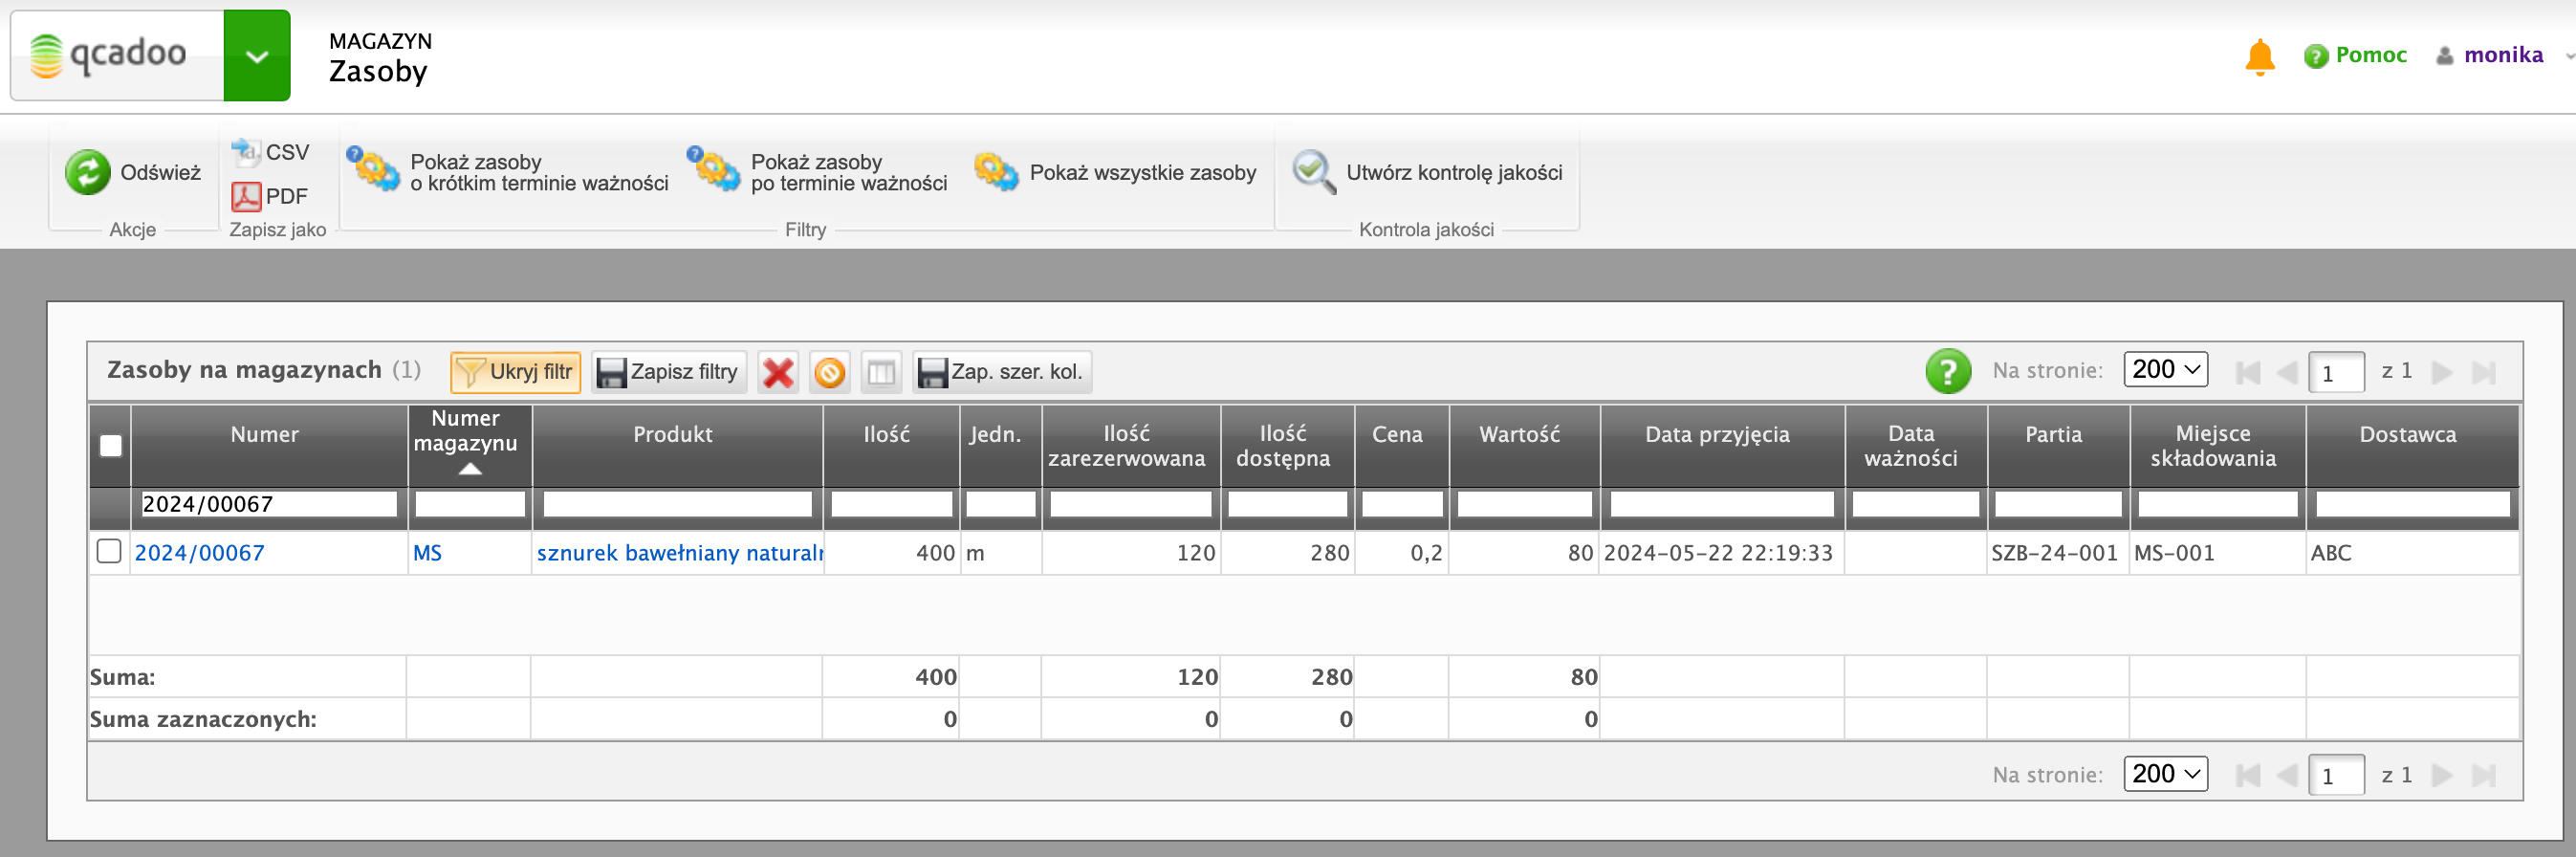 qcadoo
MAGAZYN
Zasoby
Pomoc
monika
Odśwież
Akcje
CSV
PDF
Zapisz jako
Pokaż zasoby
o krótkim terminie ważności
Pokaż zasoby
po terminie ważności
Pokaż wszystkie zasoby
Filtry
Utwórz kontrolę jakości
Kontrola jakości
Zasoby na magazynach (1) Ukryj filtr Zapisz filtry Zap. szer. kol. Na stronie: 200 1 z 1
Numer Numer magazynu Produkt Ilość Jedn. Ilość zarezerwowana Ilość dostępna Cena Wartość Data przyjęcia Data ważności Partia Miejsce składowania Dostawca
2024/00067
2024/00067 MS sznurek bawełniany 400 m 120 280 0,2 80 2024-05-22 22:19:33 SZB-24-001 MS-001 ABC
Suma: 400 120 280 80
Suma zaznaczonych: 0 0 0 0
Na stronie: 200 1 z 1